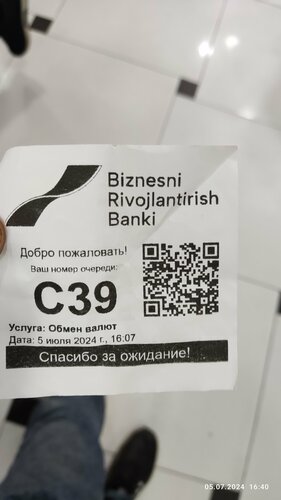 Biznesni
Rivojlantirish
Banki
Добро пожаловать!
Ваш номер очереди:
C39
Услуга: Обмен валют
Дата: 5 июля 2024 г., 16:07
Спасибо за ожидание!
05.07.2024 16:40